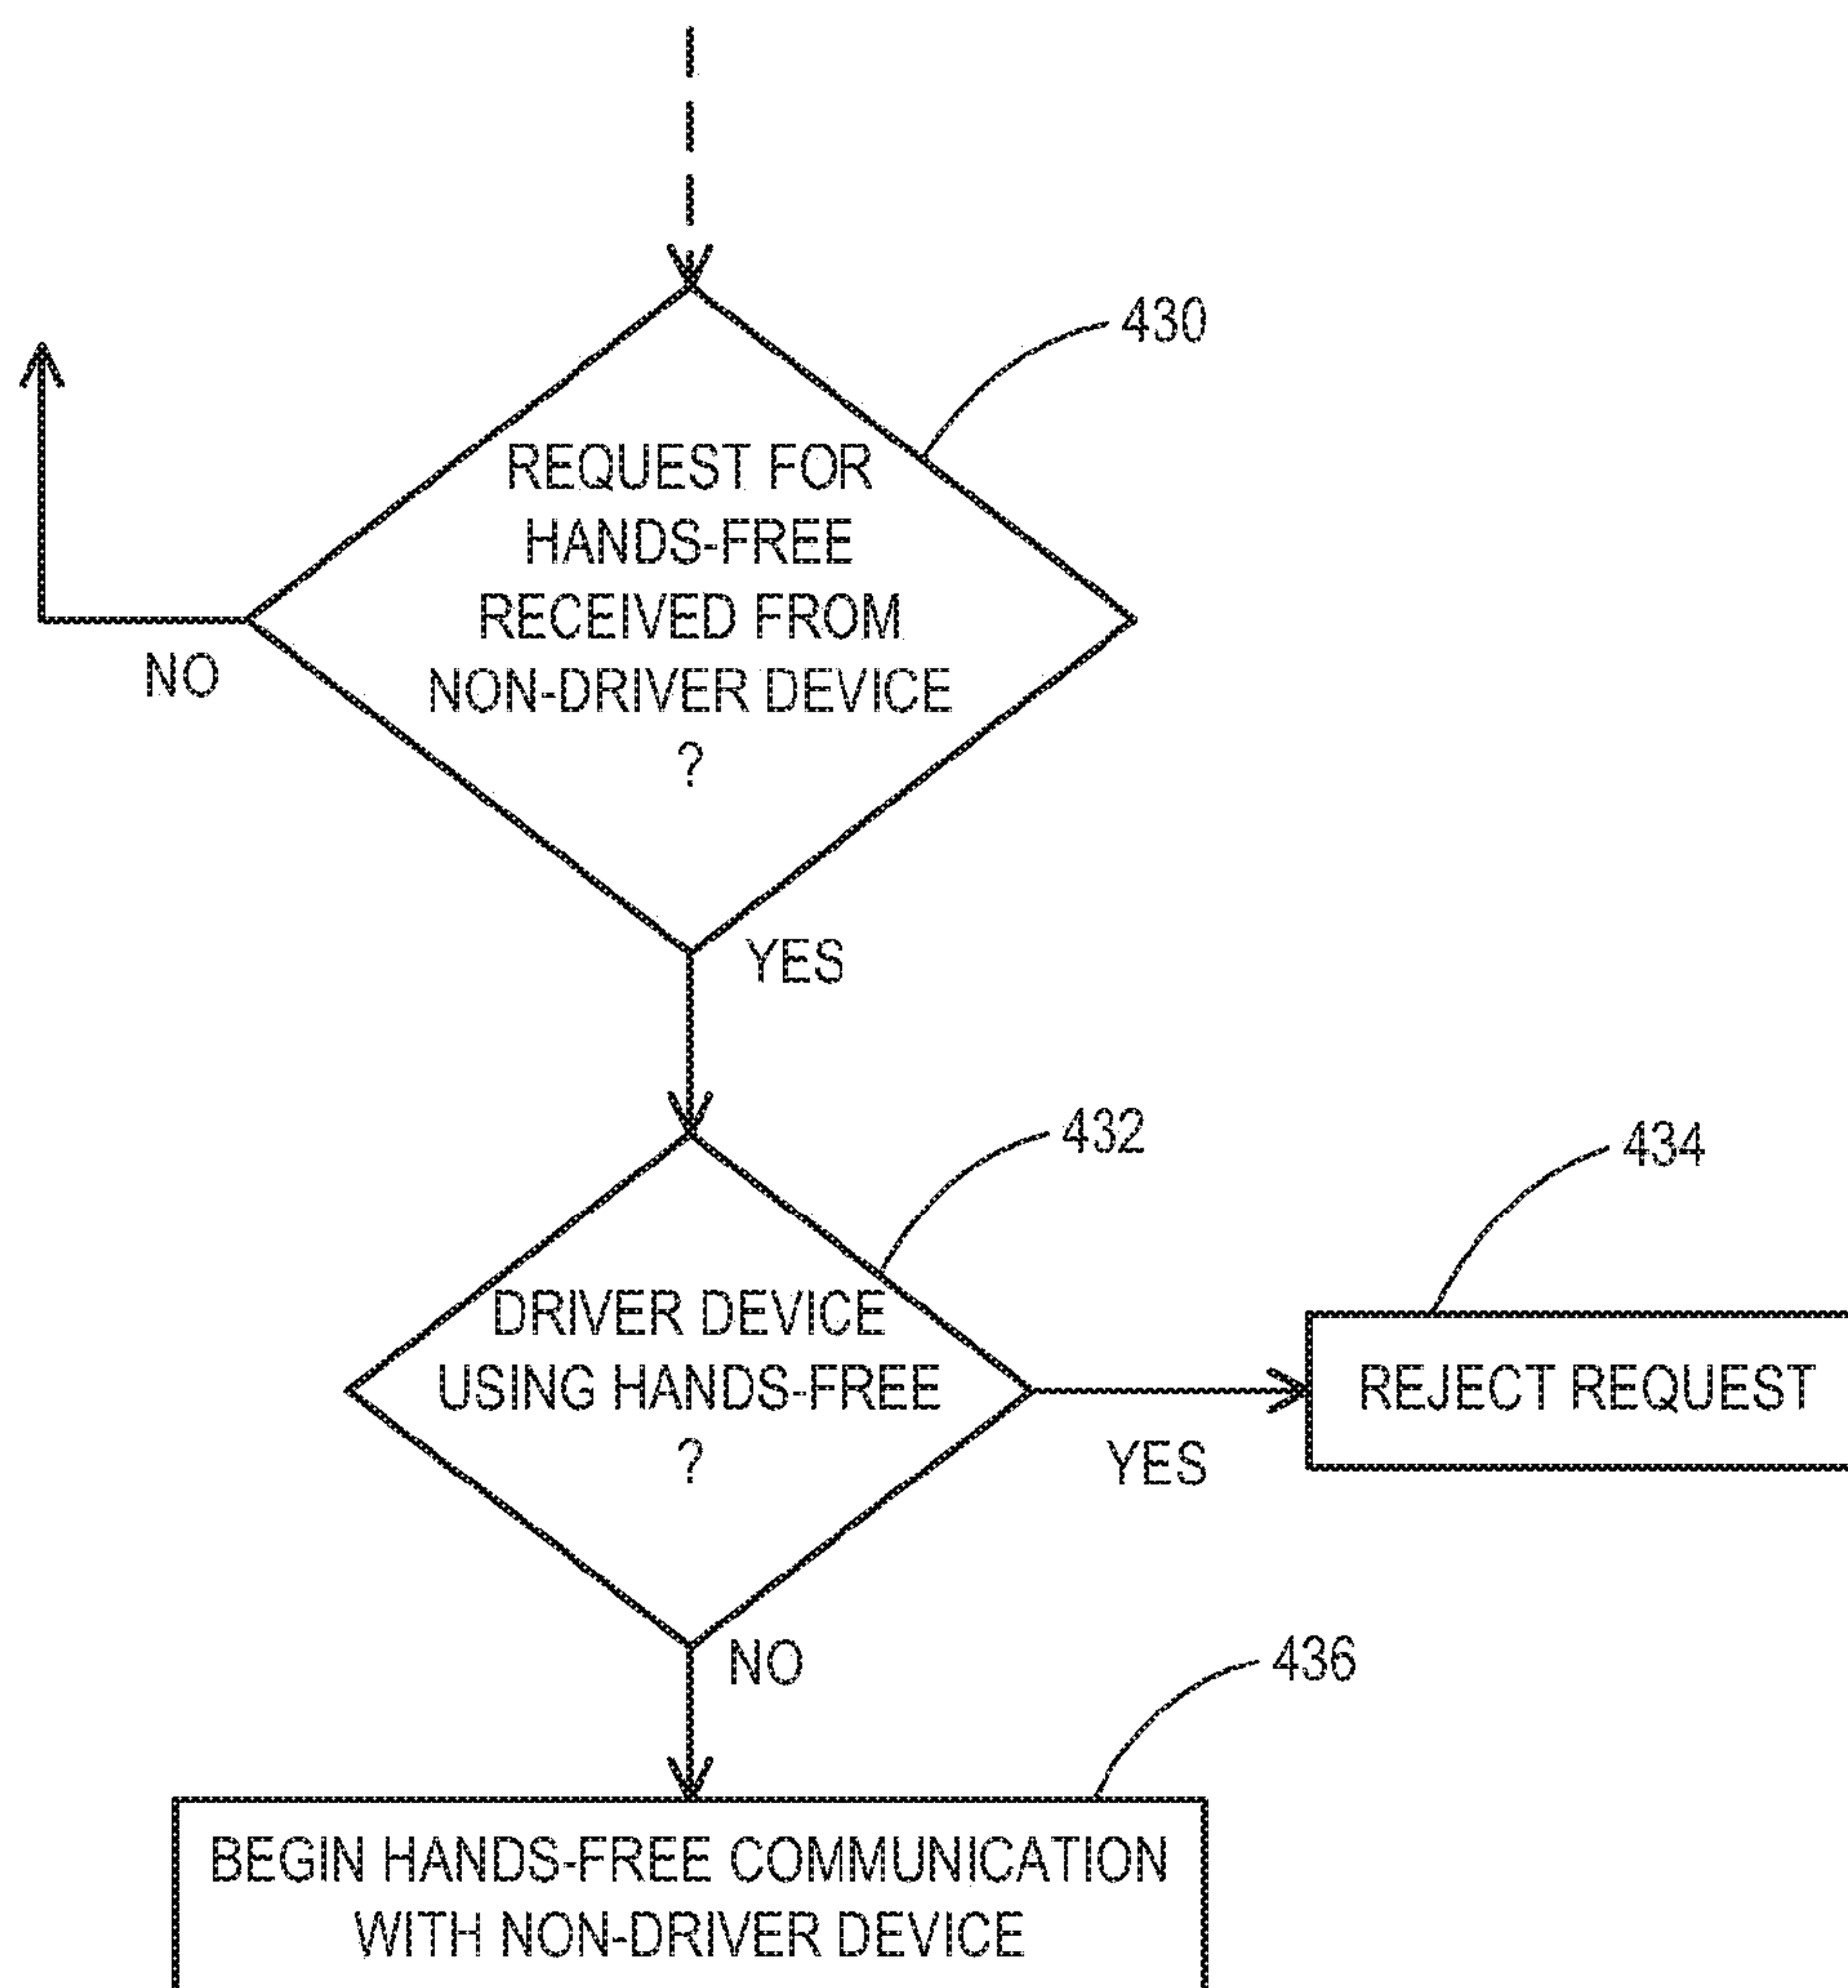 430
REQUEST FOR
HANDS-FREE
RECEIVED FROM
NON-DRIVER DEVICE
?
NO
YES
432
434
DRIVER DEVICE
USING HANDS-FREE
?
REJECT REQUEST
YES
NO
436
BEGIN HANDS-FREE COMMUNICATION
WITH NON-DRIVER DEVICE